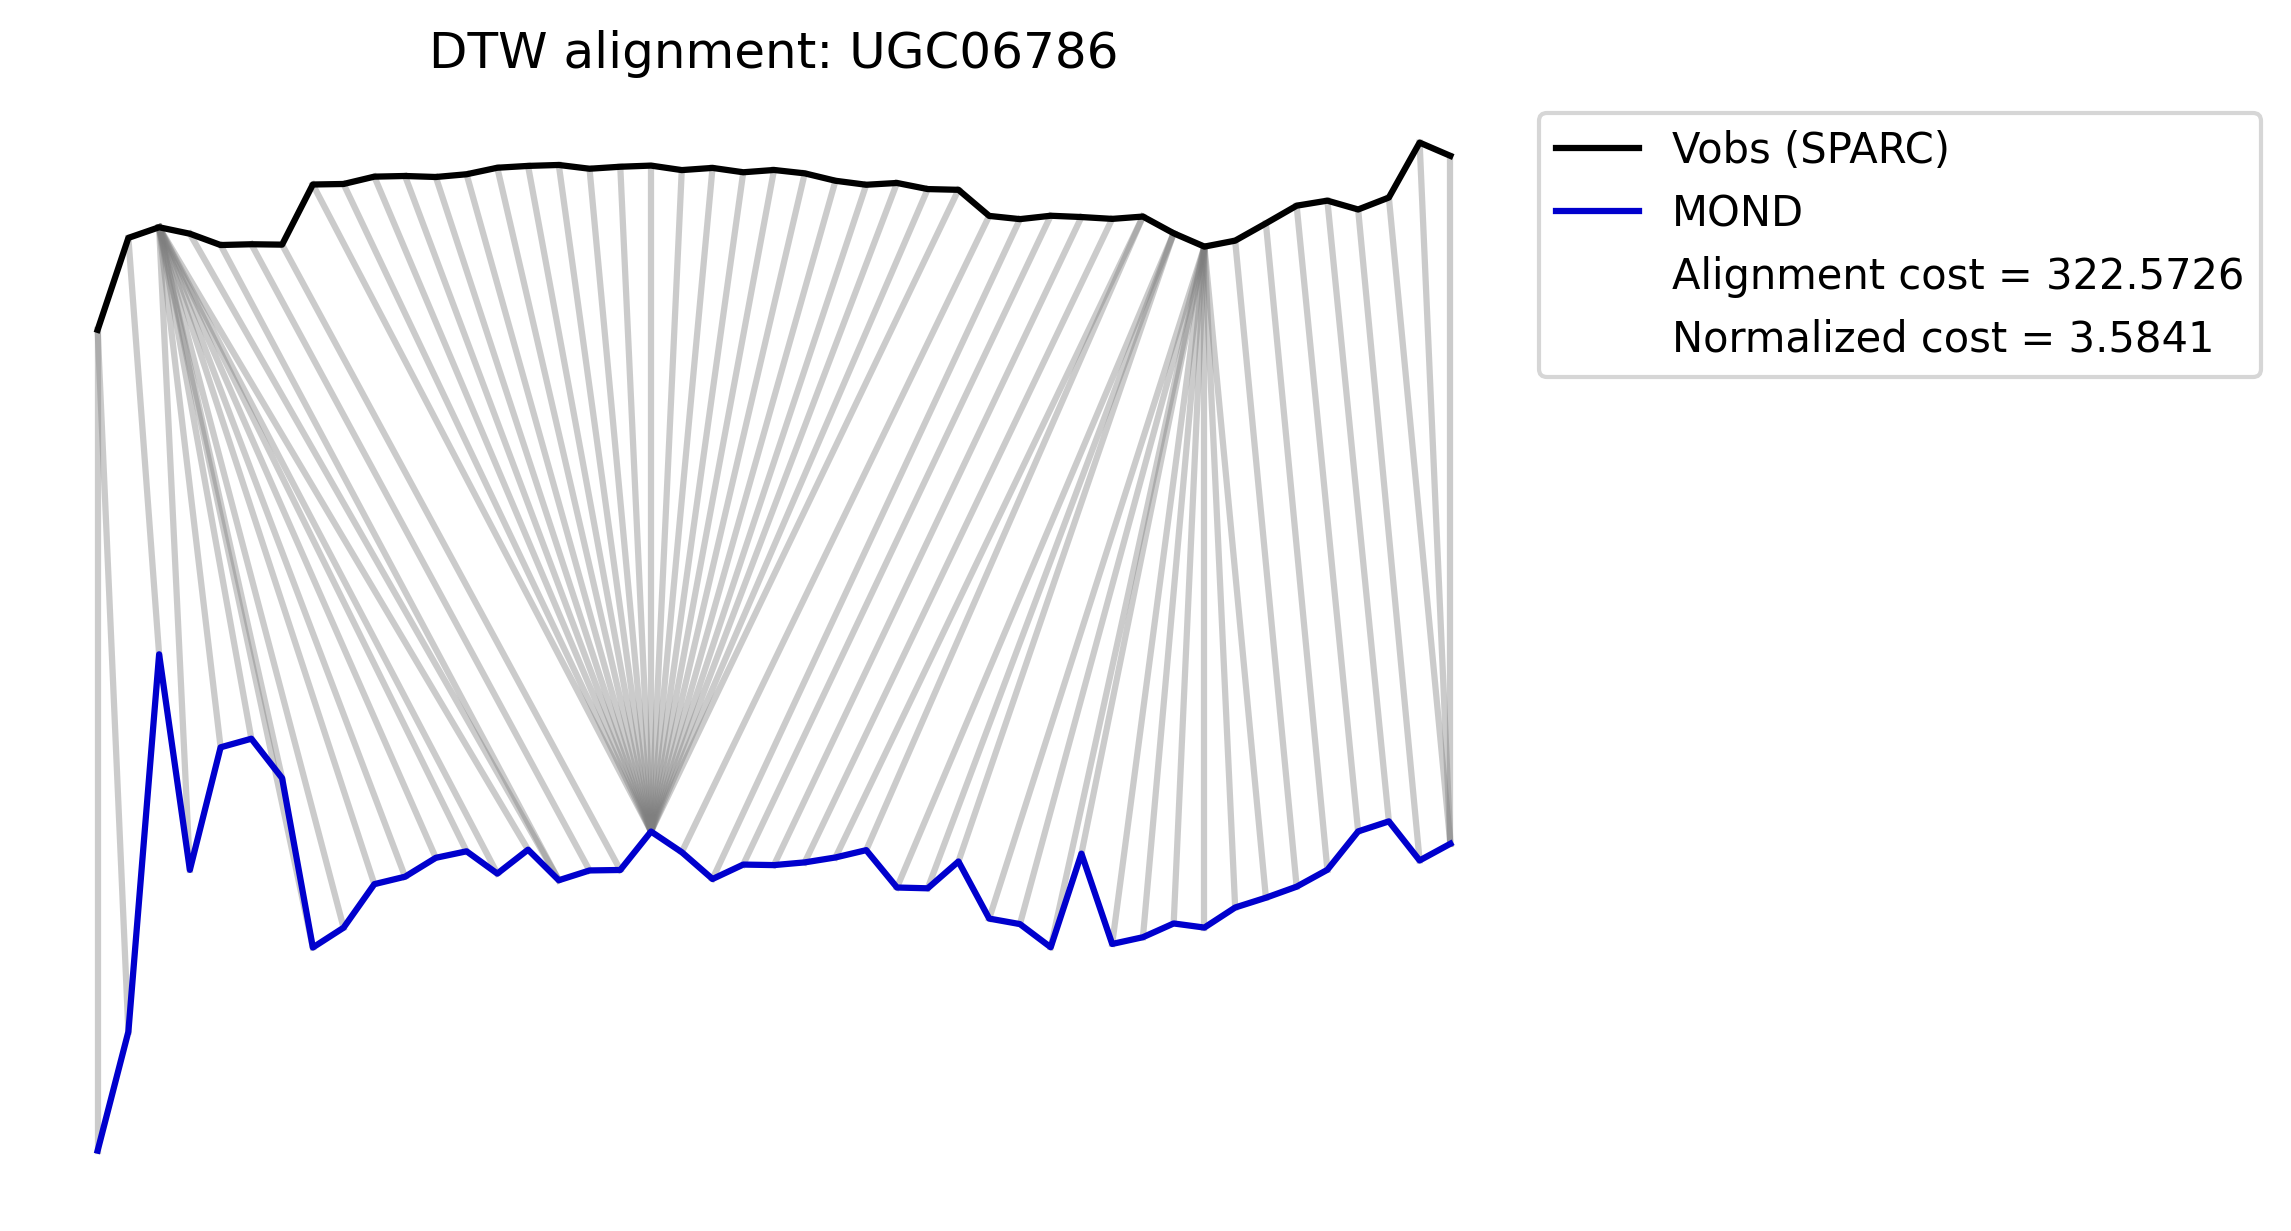 DTW alignment: UGC06786
Vobs (SPARC)
MOND
Alignment cost = 322.5726
Normalized cost = 3.5841